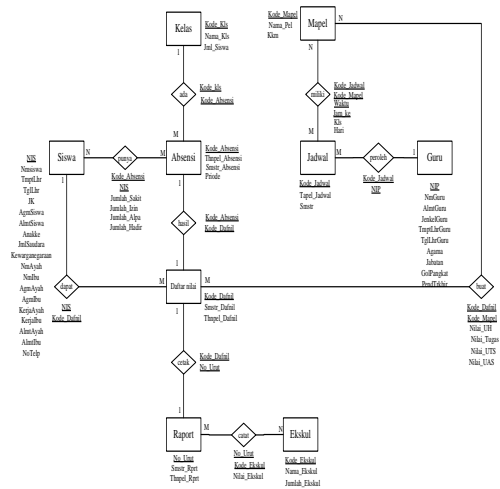 Kelas
Kode_Kls
Nama_Kls
Jml_Siswa
1
ada
Kode_kls
Kode_Absensi
M
Siswa
N
punya
M
Absensi
Kode_Absensi
Thnpel_Absensi
Smstr_Absensi
Priode
Kode_Absensi
NIS
Jumlah_Sakit
Jumlah_Izin
Jumlah_Alpa
Jumlah_Hadir
NIS
Nmsiswa
TmptLhr
TglLhr
JK
AgmSiswa
AlmtSiswa
Anakke
JmlSaudara
Kewarganegaraan
NmAyah
NmIbu
AgmAyah
AgmIbu
KerjaAyah
KerjaIbu
AlmtAyah
AlmtIbu
NoTelp
1
dapat
NIS
Kode_Dafnil
M
1
hasil
Kode_Absensi
Kode_Dafnil
1
Daftar nilai
M
Kode_Dafnil
Smstr_Dafnil
Thnpel_Dafnil
1
cetak
Kode_Dafnil
No_Urut
1
Raport
No_Urut
Smstr_Rprt
Thnpel_Rprt
M
catat
No_Urut
Kode_Ekskul
Nilai_Ekskul
N
Ekskul
Kode_Ekskul
Nama_Ekskul
Jumlah_Ekskul
Kode_Mapel
Nama_Pel
Kkm
Mapel
N
N
miliki
Kode_Jadwal
Kode_Mapel
Waktu
Jam_ke
Kls
Hari
M
Jadwal
Kode_Jadwal
Tapel_Jadwal
Smstr
M
peroleh
Kode_Jadwal
NIP
1
Guru
NIP
NmGuru
AlmtGuru
JenkelGuru
TmptLhrGuru
TglLhrGuru
Agama
Jabatan
GolPangkat
PendTrkhir
buat
Kode_Dafnil
Kode_Mapel
Nilai_UH
Nilai_Tugas
Nilai_UTS
Nilai_UAS